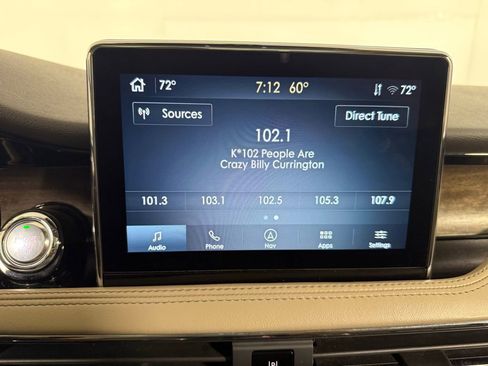 72° 7:12 60° 72°
Sources Direct Tune
102.1
K*102 People Are
Crazy Billy Currington
101.3 103.1 102.5 105.3 107.9
Audio Phone Nav Apps Settings